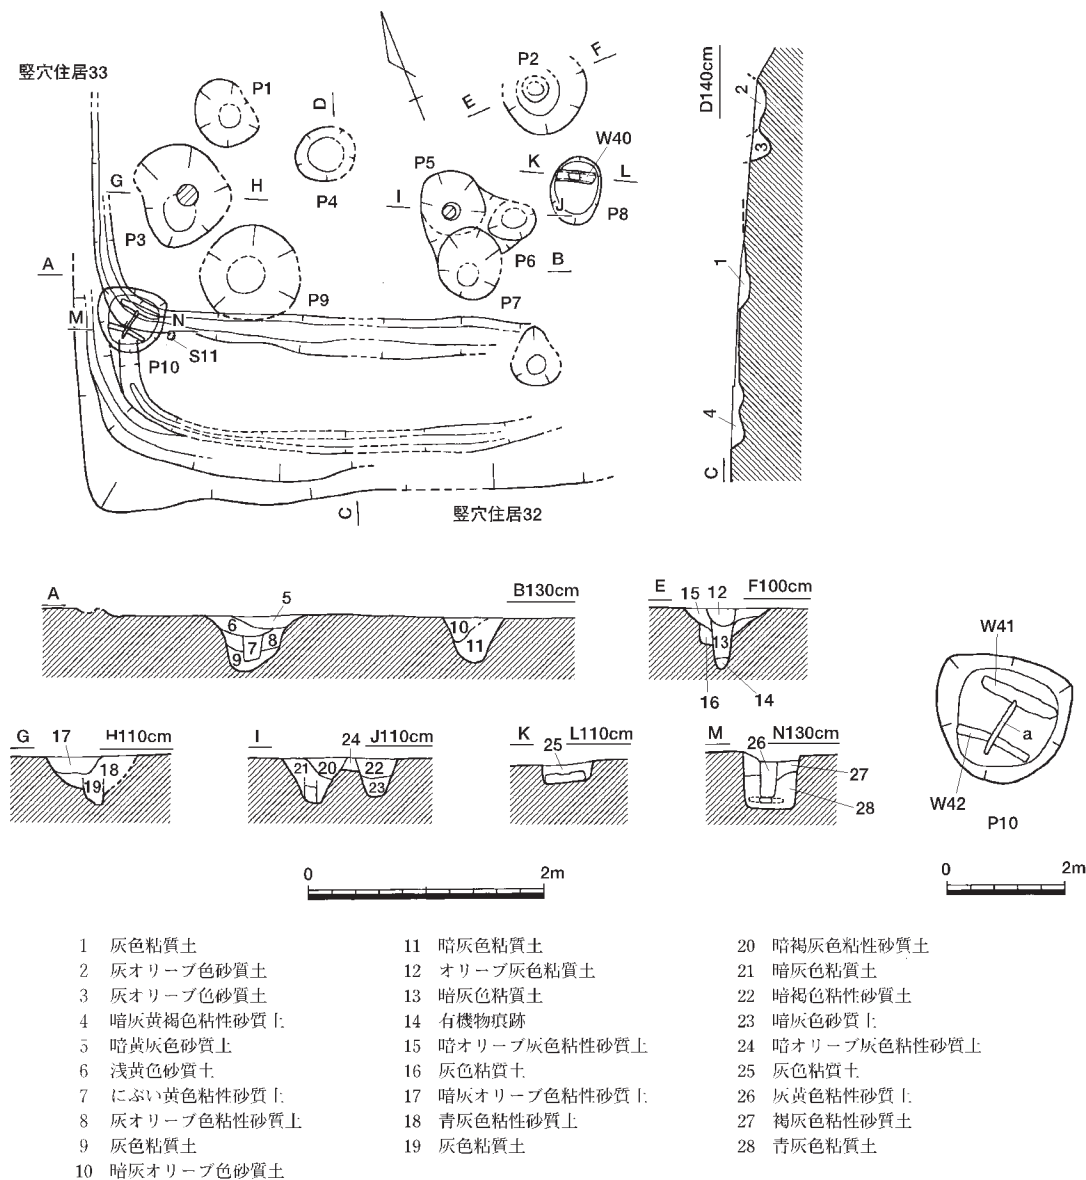 竪穴住居33
P1
P2
F
E
D
P4
P5
K
W40
L
P8
G
H
I
J
P3
P6
B
P7
A
P9
M
N
S11
P10
C
竪穴住居32
D140cm
2
3
1
4
C
A
B130cm
5
6
7
8
9
10
11
E
F100cm
15
12
13
16
14
G
H110cm
17
18
19
I
J110cm
24
21
20
22
23
K
L110cm
25
M
N130cm
26
27
28
W41
a
W42
P10
0 2m
0 2m
1 灰色粘質土
2 灰オリーブ色砂質土
3 灰オリーブ色砂質土
4 暗灰黄褐色粘性砂質土
5 暗黄灰色砂質土
6 浅黄色砂質土
7 にぶい黄色粘性砂質土
8 灰オリーブ色粘性砂質土
9 灰色粘質土
10 暗灰オリーブ色砂質土
11 暗灰色粘質土
12 オリーブ灰色粘質土
13 暗灰色粘質土
14 有機物痕跡
15 暗オリーブ灰色粘性砂質土
16 灰色粘質土
17 暗灰オリーブ色粘性砂質土
18 青灰色粘性砂質土
19 灰色粘質土
20 暗褐灰色粘性砂質土
21 暗灰色粘質土
22 暗褐色粘性砂質土
23 暗灰色砂質土
24 暗オリーブ灰色粘性砂質土
25 灰色粘質土
26 灰黄色粘性砂質土
27 褐灰色粘性砂質土
28 青灰色粘質土